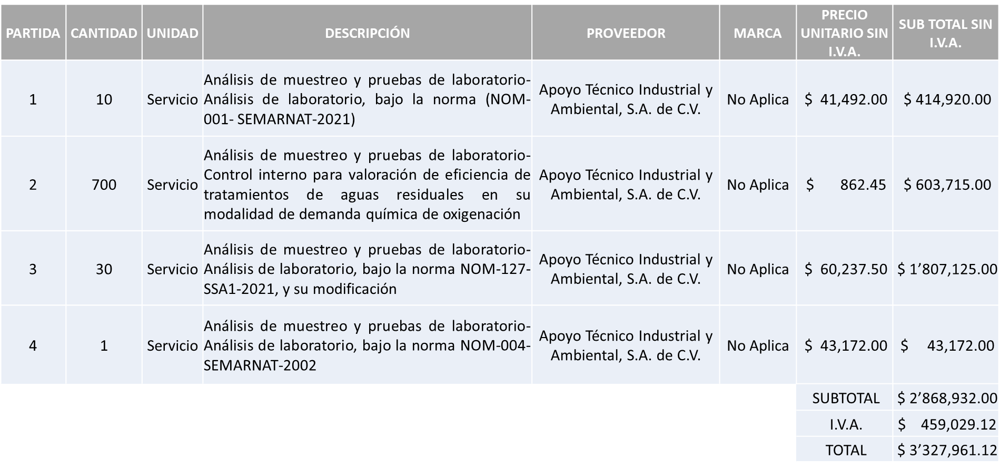 PARTIDA CANTIDAD UNIDAD DESCRIPCIÓN PROVEEDOR MARCA PRECIO UNITARIO SIN I.V.A. SUB TOTAL SIN I.V.A.
1 10 Servicio
Análisis de muestreo y pruebas de laboratorio-
Análisis de laboratorio, bajo la norma (NOM-
001- SEMARNAT-2021)
Apoyo Técnico Industrial y
Ambiental, S.A. de C.V.
No Aplica $ 41,492.00 $ 414,920.00
2 700 Servicio
Análisis de muestreo y pruebas de laboratorio-
Control interno para valoración de eficiencia de
tratamientos de aguas residuales en su
modalidad de demanda química de oxigenación
Apoyo Técnico Industrial y
Ambiental, S.A. de C.V.
No Aplica $ 862.45 $ 603,715.00
3 30 Servicio
Análisis de muestreo y pruebas de laboratorio-
Análisis de laboratorio, bajo la norma NOM-127-
SSA1-2021, y su modificación
Apoyo Técnico Industrial y
Ambiental, S.A. de C.V.
No Aplica $ 60,237.50 $ 1’807,125.00
4 1 Servicio
Análisis de muestreo y pruebas de laboratorio-
Análisis de laboratorio, bajo la norma NOM-004-
SEMARNAT-2002
Apoyo Técnico Industrial y
Ambiental, S.A. de C.V.
No Aplica $ 43,172.00 $ 43,172.00
SUBTOTAL $ 2’868,932.00
I.V.A. $ 459,029.12
TOTAL $ 3’327,961.12